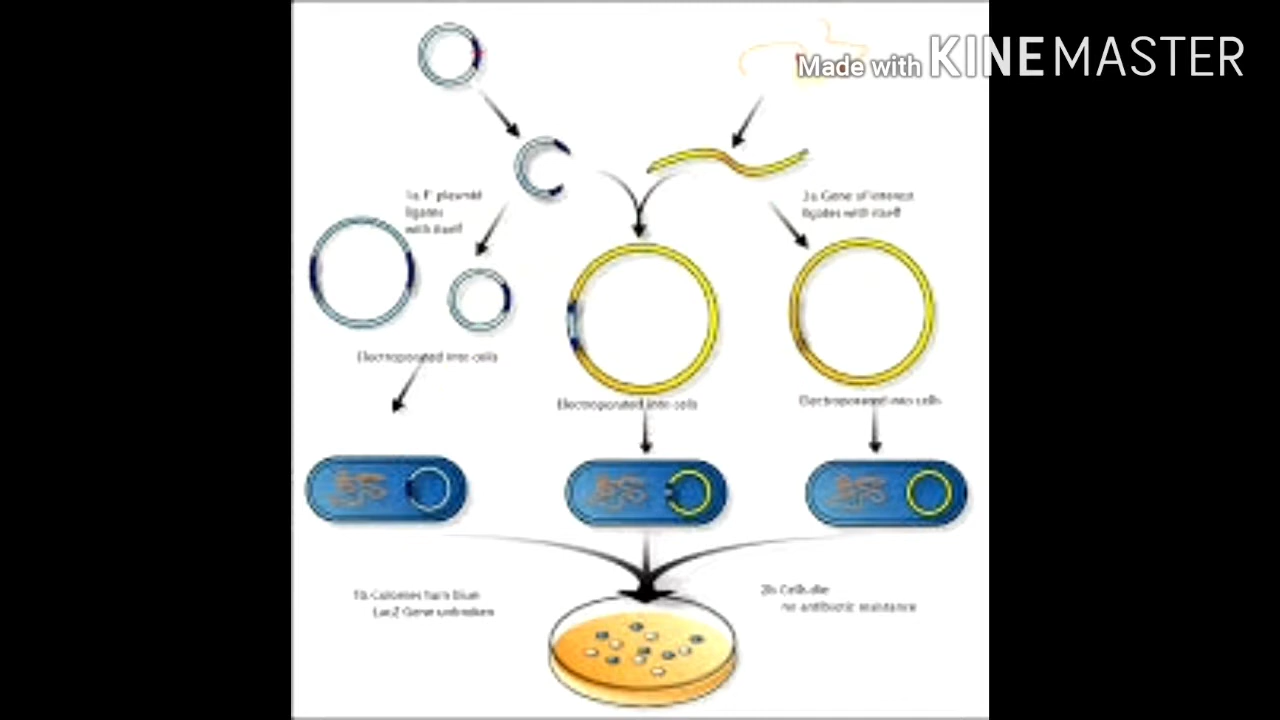 Made with KINEMASTER
1a. F' plasmid
ligates
with itself
2a. Gene of interest
ligates with itself
Electroporated into cells
Electroporated into cells
Electroporated into cells
1b. Colonies turn blue
LacZ Gene unbroken
2b. Cells die
no antibiotic resistance